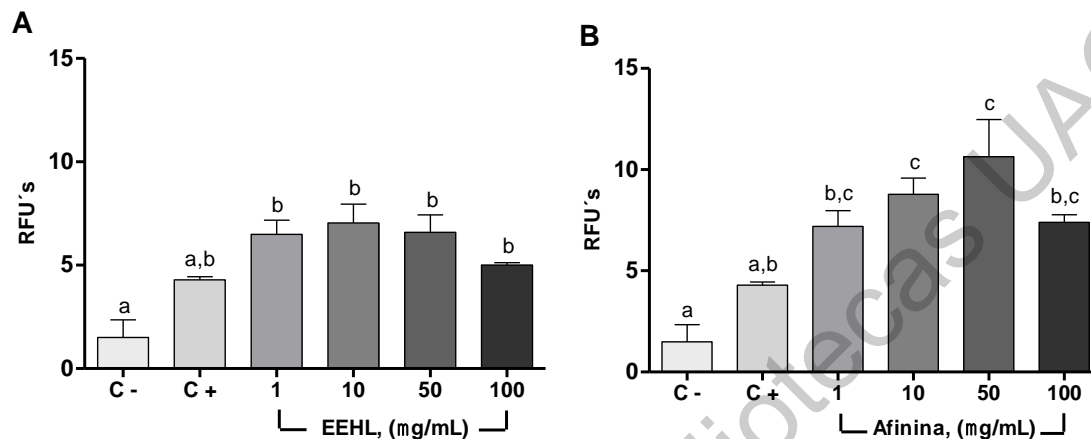 A
15
10
5
0
RFU´s
a
a,b
b
b
b
b
C - C + 1 10 50 100
EEHL, (mg/mL)
B
15
10
5
0
RFU´s
a
a,b
b,c
c
c
b,c
C - C + 1 10 50 100
Afinina, (mg/mL)